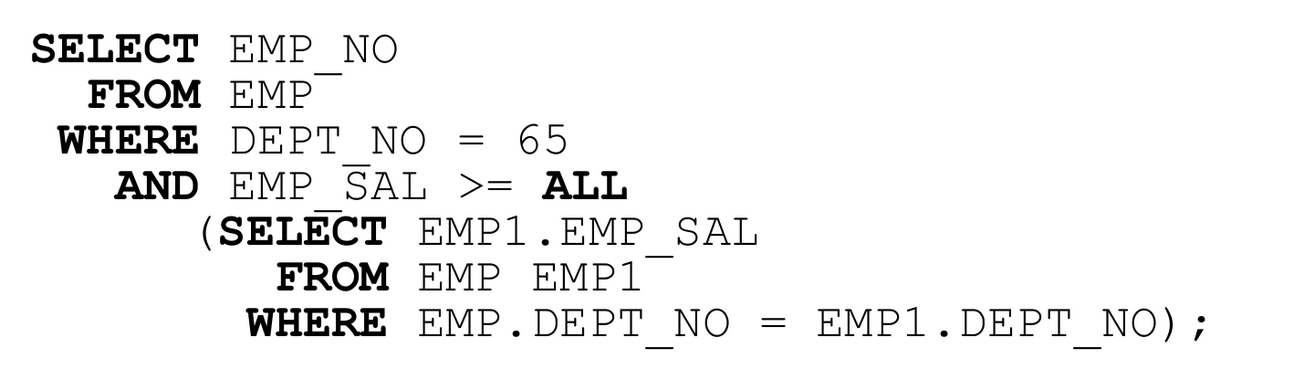 SELECT EMP_NO
FROM EMP
WHERE DEPT_NO = 65
AND EMP_SAL >= ALL
(SELECT EMP1.EMP_SAL
FROM EMP EMP1
WHERE EMP.DEPT_NO = EMP1.DEPT_NO);